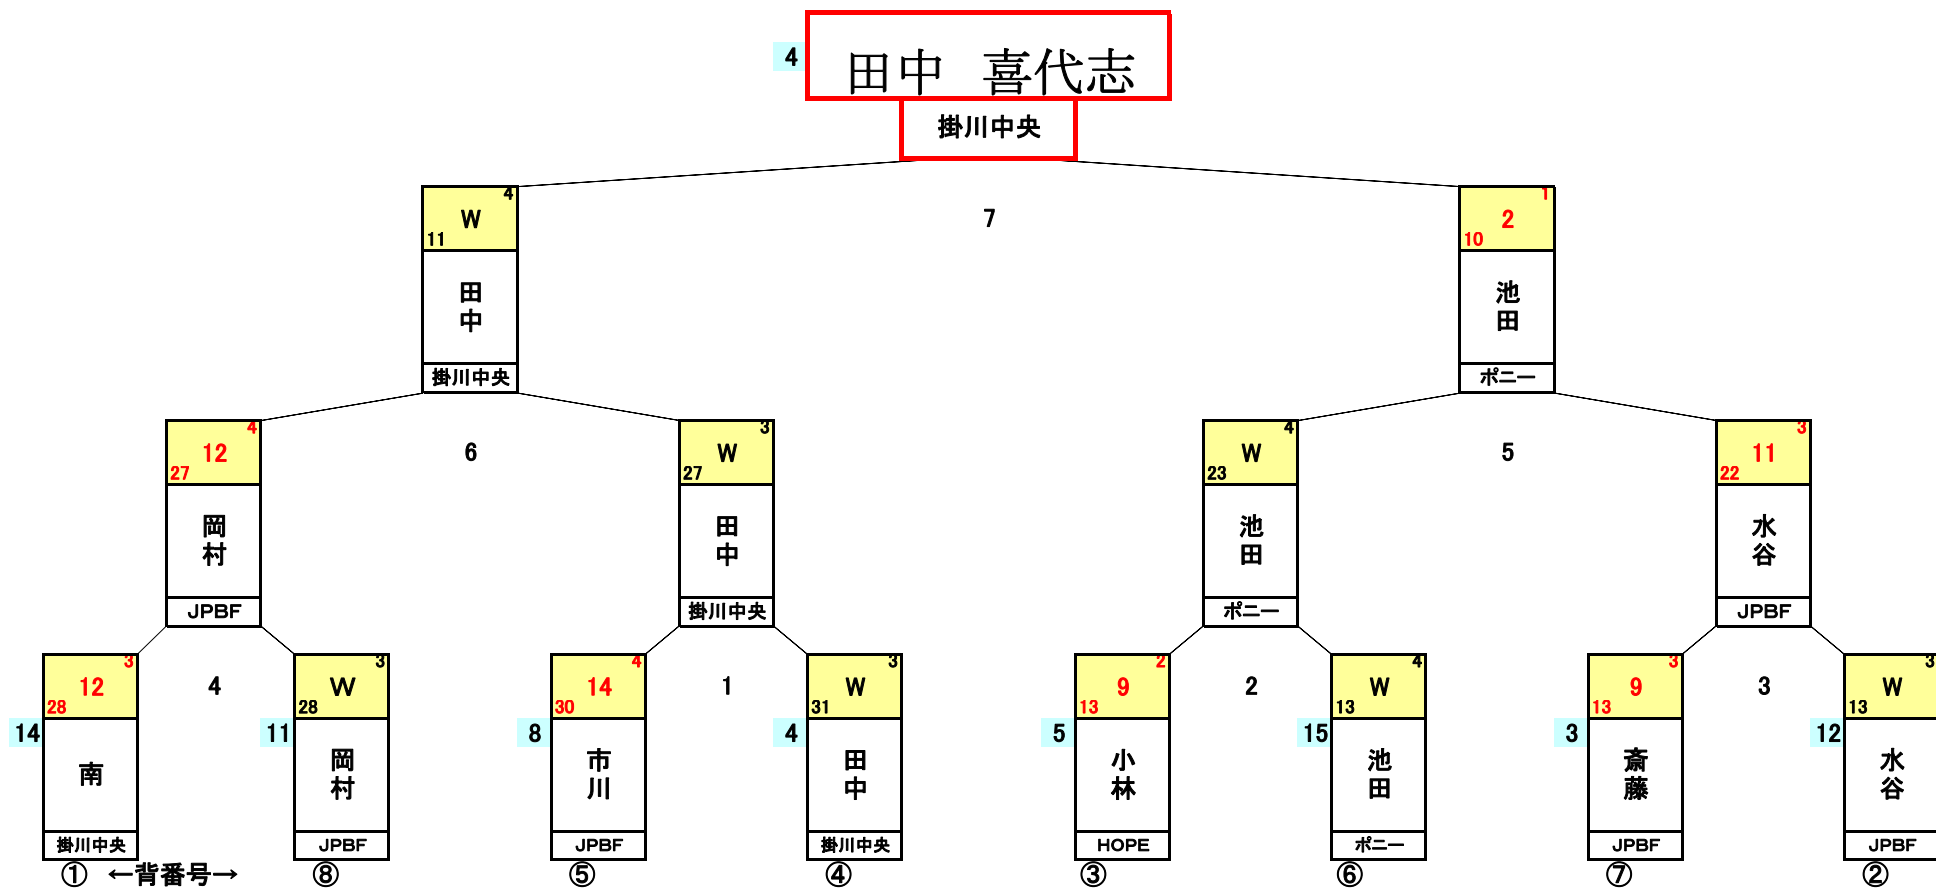 4
田中 喜代志
掛川中央
4
W
11
田中
掛川中央
7
1
2
10
池田
ポニー
4
12
27
岡村
JPBF
6
3
W
27
田中
掛川中央
4
W
23
池田
ポニー
5
3
11
22
水谷
JPBF
3
12
28
14
南
掛川中央
①
←背番号→
4
3
W
28
11
岡村
JPBF
⑧
4
14
30
8
市川
JPBF
⑤
1
3
W
31
4
田中
掛川中央
④
2
9
13
5
小林
HOPE
③
2
4
W
13
15
池田
ポニー
⑥
3
9
13
3
斎藤
JPBF
⑦
3
3
W
13
12
水谷
JPBF
②